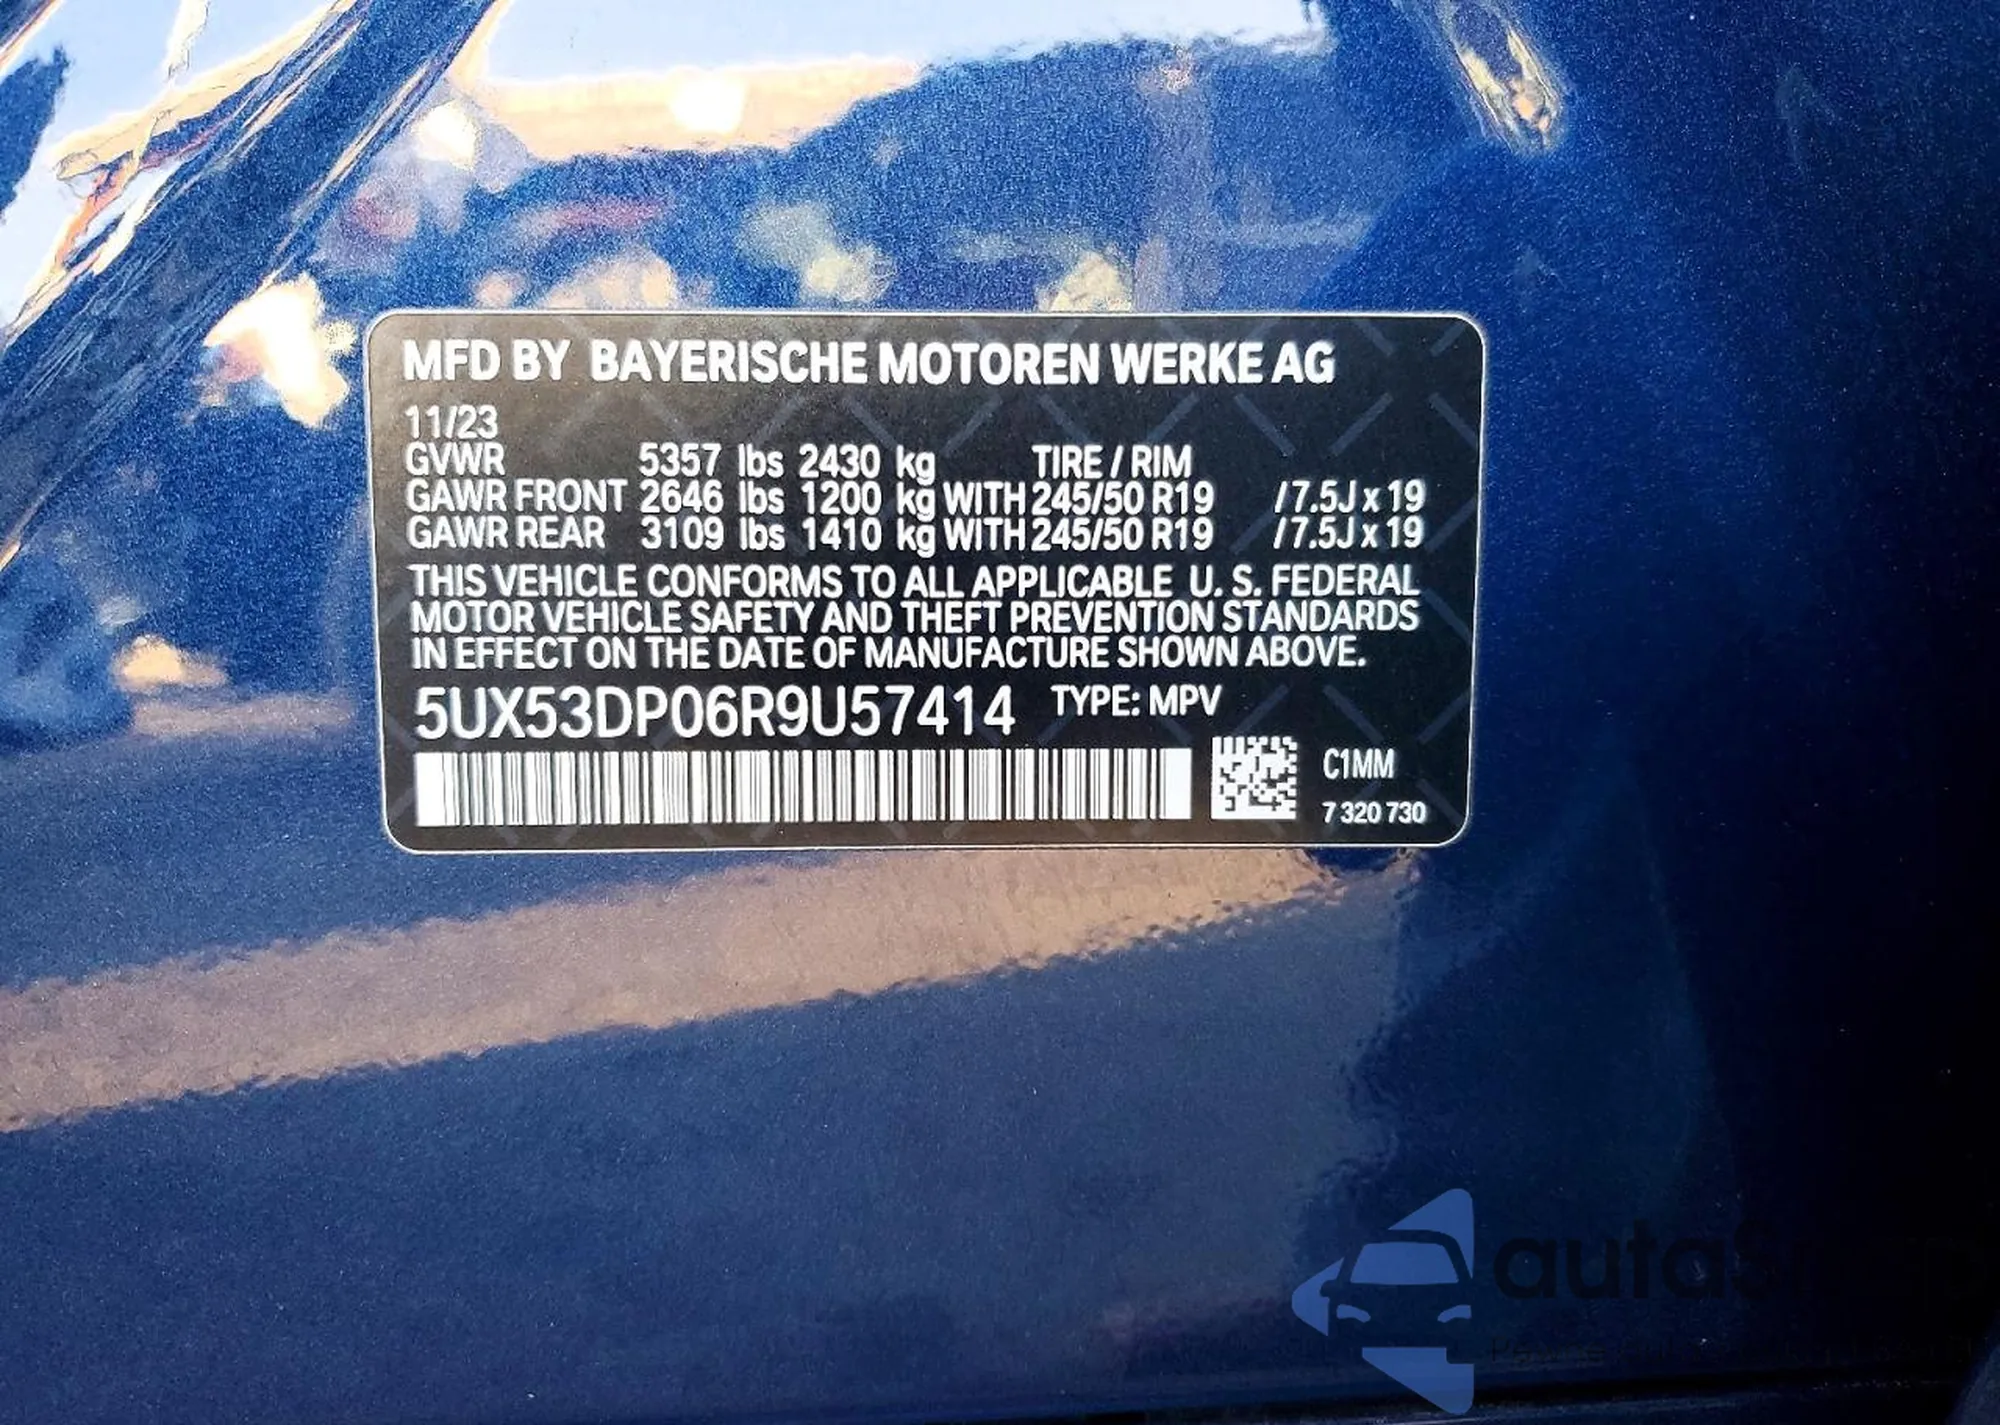 MFD BY BAYERISCHE MOTOREN WERKE AG
11/23
GVWR 5357 lbs 2430 kg TIRE / RIM
GAWR FRONT 2646 lbs 1200 kg WITH 245/50 R19 / 7.5J x 19
GAWR REAR 3109 lbs 1410 kg WITH 245/50 R19 / 7.5J x 19
THIS VEHICLE CONFORMS TO ALL APPLICABLE U. S. FEDERAL
MOTOR VEHICLE SAFETY AND THEFT PREVENTION STANDARDS
IN EFFECT ON THE DATE OF MANUFACTURE SHOWN ABOVE.
5UX53DP06R9U57414 TYPE: MPV
C1MM
7 320 730